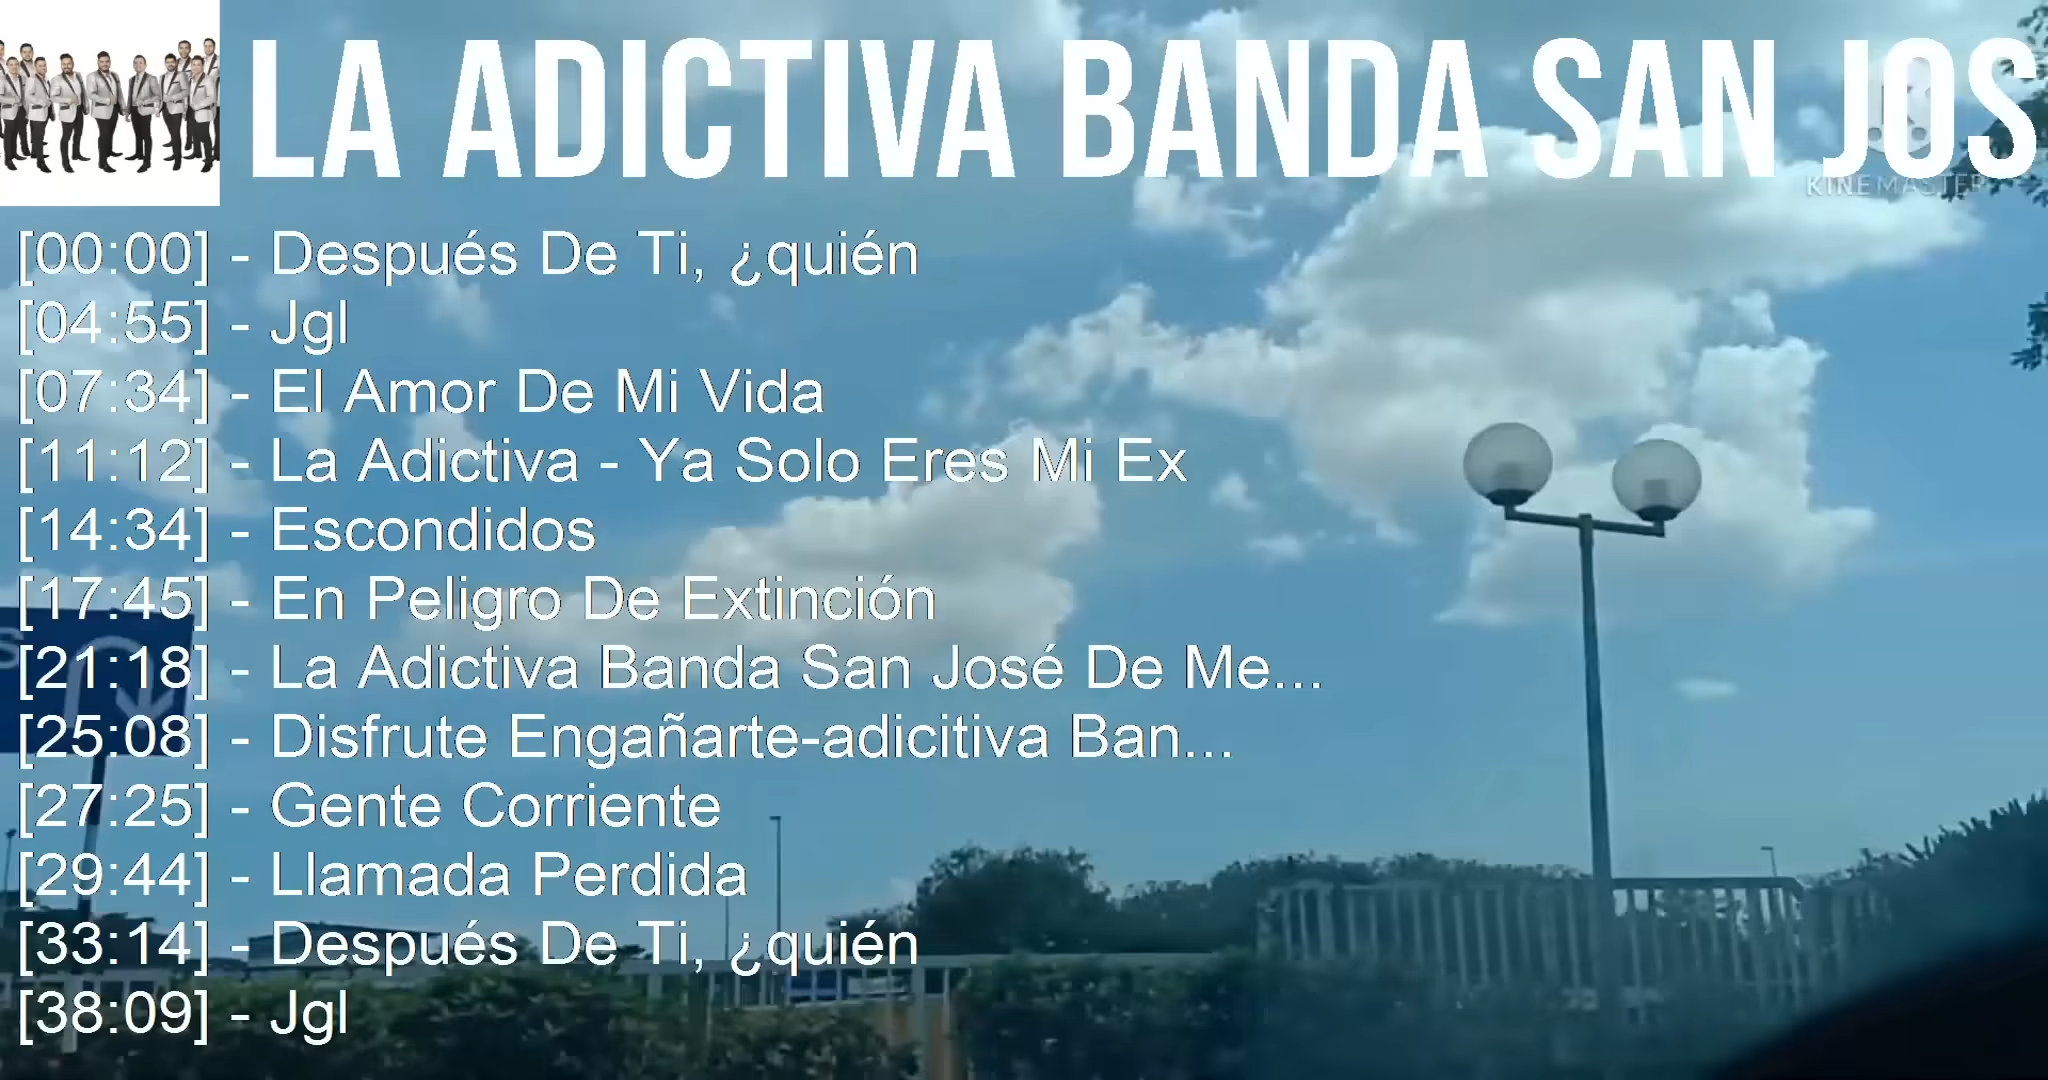 LA ADICTIVA BANDA SAN JOS
KINEMASTER
[00:00] - Después De Ti, ¿quién
[04:55] - Jgl
[07:34] - El Amor De Mi Vida
[11:12] - La Adictiva - Ya Solo Eres Mi Ex
[14:34] - Escondidos
[17:45] - En Peligro De Extinción
[21:18] - La Adictiva Banda San José De Me...
[25:08] - Disfrute Engañarte-adicitiva Ban...
[27:25] - Gente Corriente
[29:44] - Llamada Perdida
[33:14] - Después De Ti, ¿quién
[38:09] - Jgl